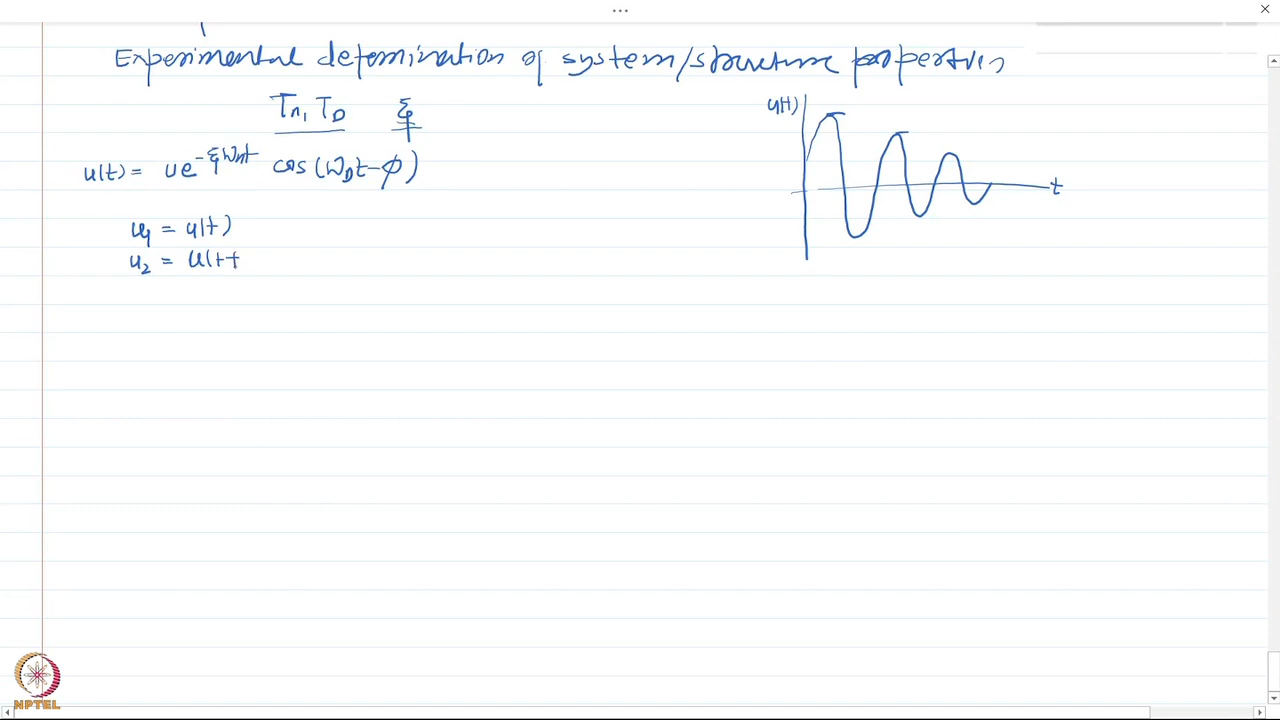 Experimental determination of system/structure properties
Tn, TD ξ
u(t) = ue^-ξωnt cos(ωDt-φ)
u1 = u(t)
u2 = u(t+
u(t)
t
NPTEL